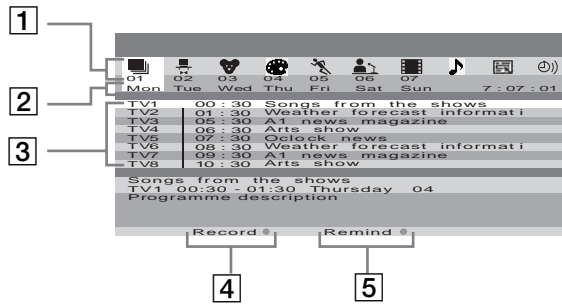 1
01 02 03 04 05 06 07
2
Mon Tue Wed Thu Fri Sat Sun 7 : 07 : 01
TV1 00 : 30 Songs from the shows
TV2 01 : 30 Weather forecast informati
TV3 05 : 30 A1 news magazine
3
TV4 06 : 30 Arts show
TV5 07 : 30 Oclock news
TV6 08 : 30 Weather forecast informati
TV7 09 : 30 A1 news magazine
TV8 10 : 30 Arts show
Songs from the shows
TV1 00:30 - 01:30 Thursday 04
Programme description
Record Remind
4 5